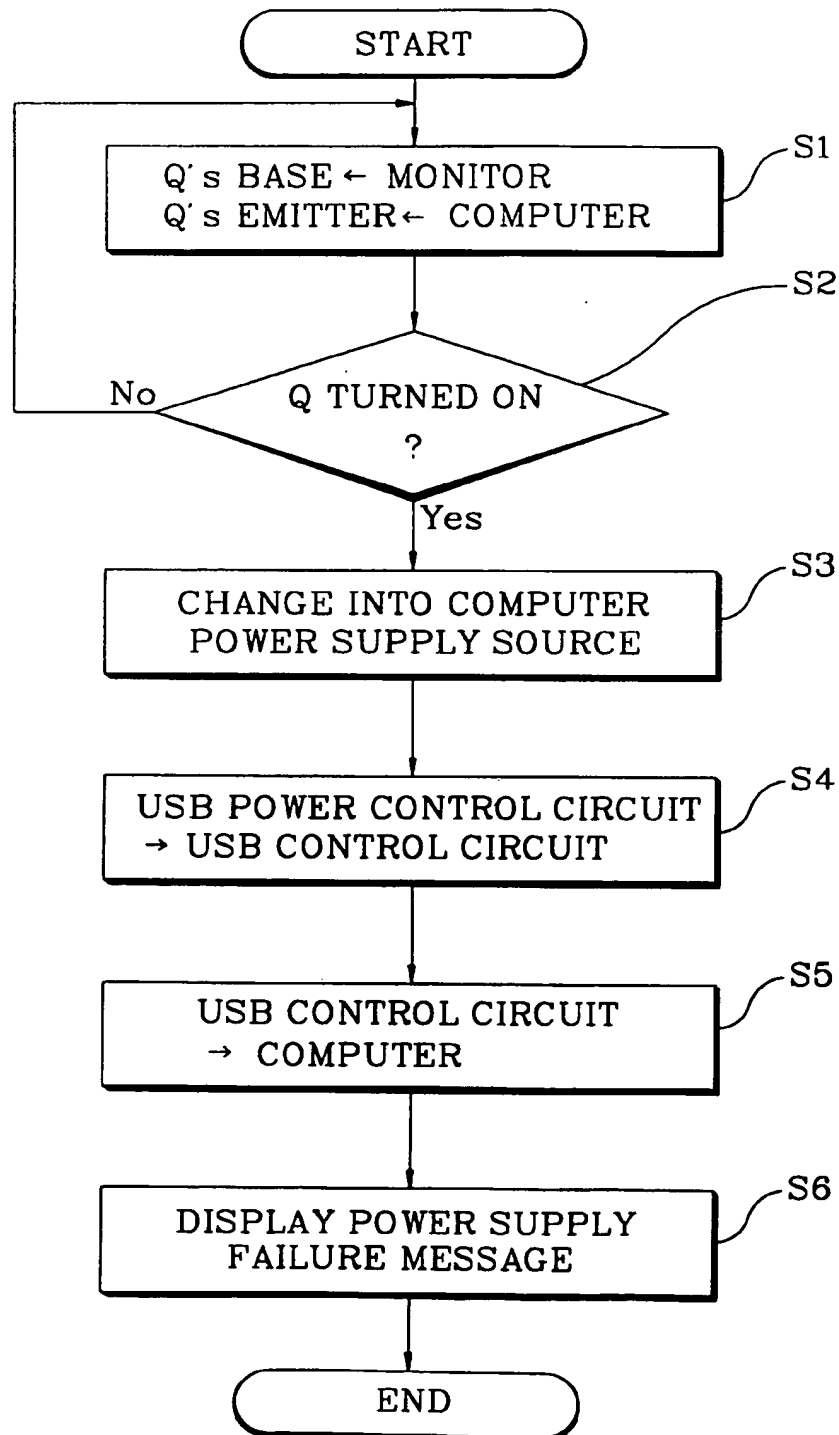 START
Q's BASE ← MONITOR
Q's EMITTER ← COMPUTER
S1
S2
Q TURNED ON
?
No
Yes
S3
CHANGE INTO COMPUTER
POWER SUPPLY SOURCE
S4
USB POWER CONTROL CIRCUIT
→ USB CONTROL CIRCUIT
S5
USB CONTROL CIRCUIT
→ COMPUTER
S6
DISPLAY POWER SUPPLY
FAILURE MESSAGE
END